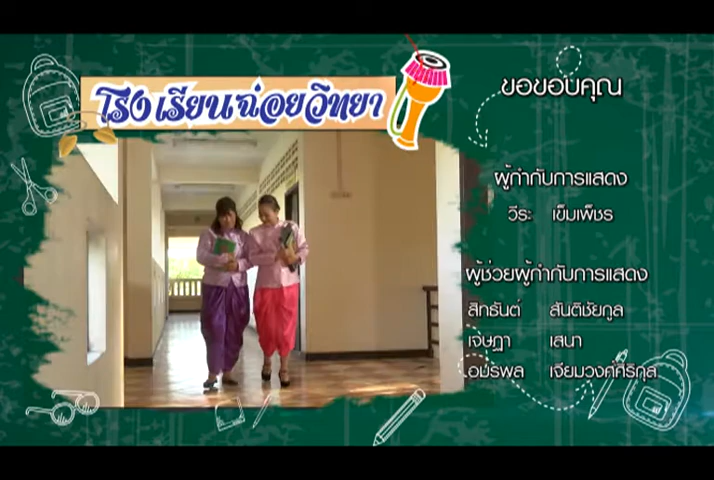 โรงเรียนฉ่อยวิทยา
ขอขอบคุณ
ผู้กำกับการแสดง
วีระ เข็มเพ็ชร
ผู้ช่วยผู้กำกับการแสดง
สิทธันต์ สันติชัยกูล
เจษฎา เสนา
อมรพล เจียมวงศ์ศิริกุล